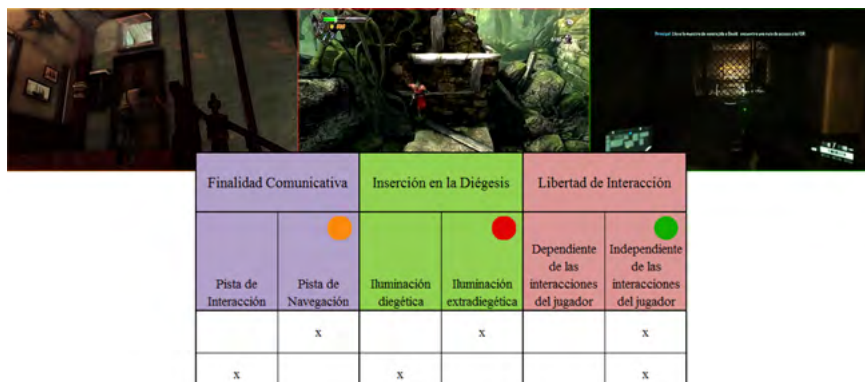 Finalidad Comunicativa
Inserción en la Diégesis
Libertad de Interacción
Pista de
Interacción
Pista de
Navegación
Iluminación
diegética
Iluminación
extradiegética
Dependiente
de las
interacciones
del jugador
Independiente
de las
interacciones
del jugador
x x x
x x x